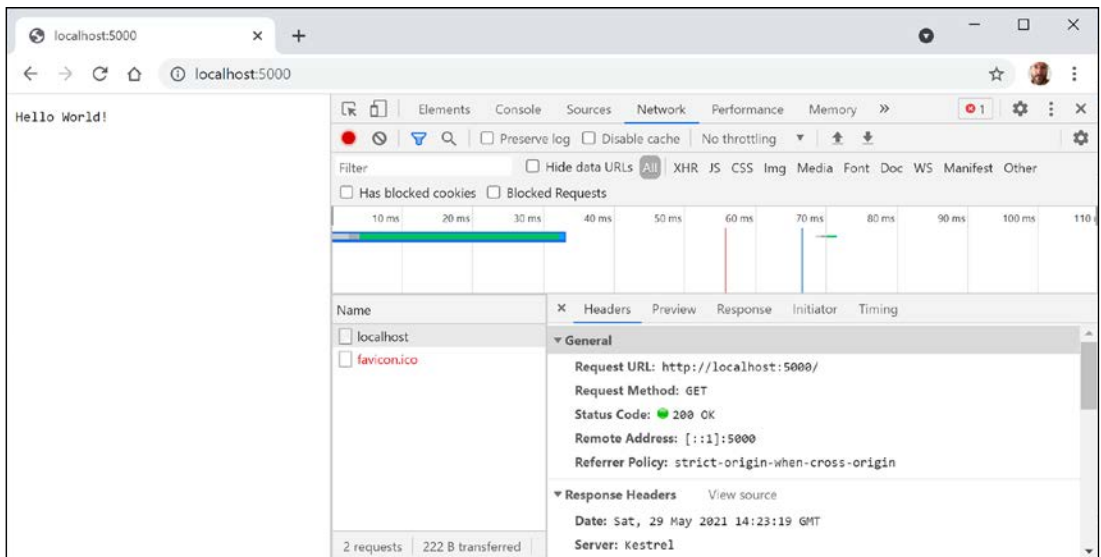 localhost:5000
localhost:5000
Hello World!
Elements Console Sources Network Performance Memory » 1
Preserve log Disable cache No throttling
Filter Hide data URLs All XHR JS CSS Img Media Font Doc WS Manifest Other
Has blocked cookies Blocked Requests
10 ms 20 ms 30 ms 40 ms 50 ms 60 ms 70 ms 80 ms 90 ms 100 ms 110
Name
localhost
favicon.ico
2 requests 222 B transferred
Headers Preview Response Initiator Timing
General
Request URL: http://localhost:5000/
Request Method: GET
Status Code: 200 OK
Remote Address: [::1]:5000
Referrer Policy: strict-origin-when-cross-origin
Response Headers View source
Date: Sat, 29 May 2021 14:23:19 GMT
Server: Kestrel